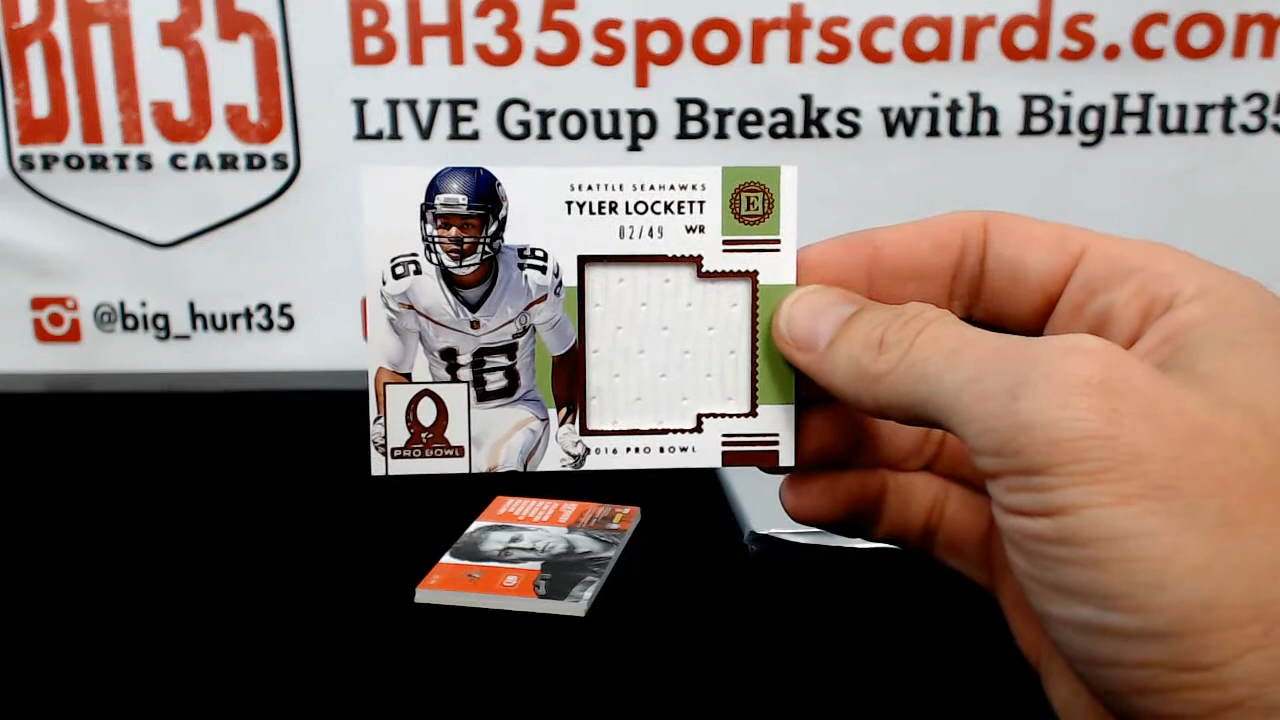 BH35
SPORTS CARDS
BH35sportscards.com
LIVE Group Breaks with BigHurt35
@big_hurt35
SEATTLE SEAHAWKS
TYLER LOCKETT
02/49 WR
E
16
16
16
PRO BOWL
2016 PRO BOWL